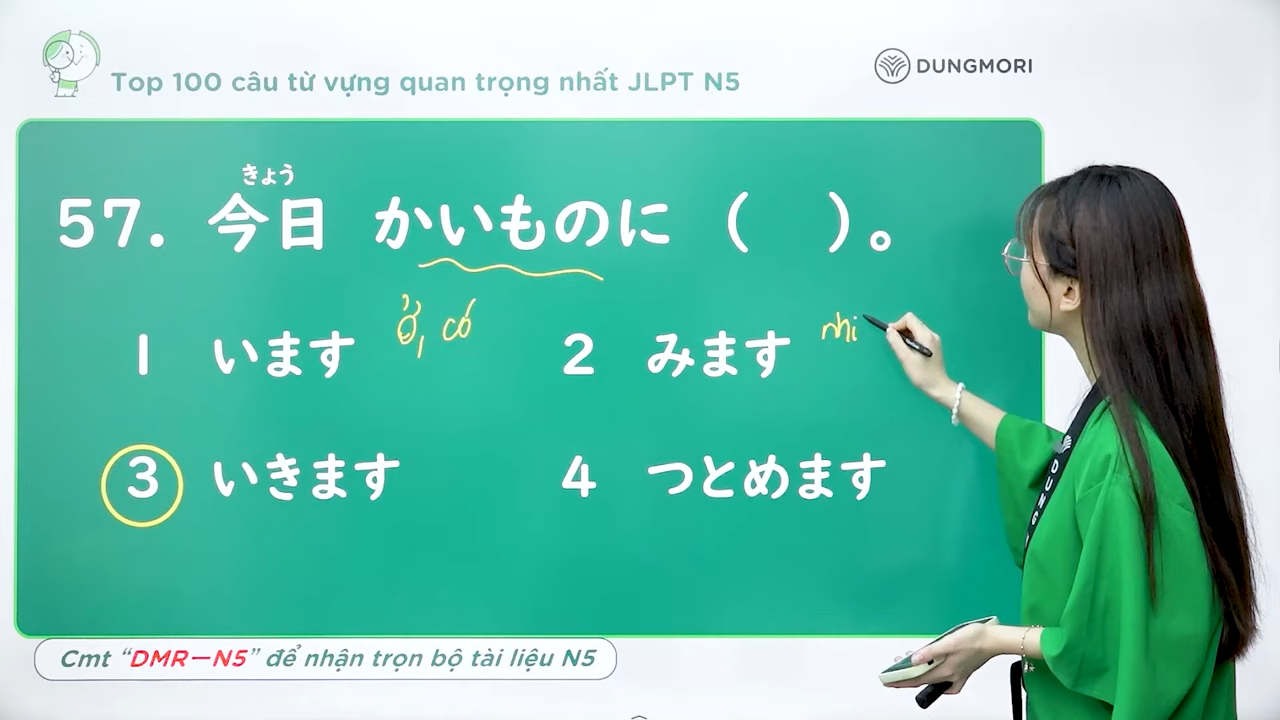 Top 100 câu từ vựng quan trọng nhất JLPT N5
DUNGMORI
きょう
57. 今日 かいものに ( )。
1 います ở, có 2 みます nhì
3 いきます 4 つとめます
Cmt “DMR—N5” để nhận trọn bộ tài liệu N5
DUNG